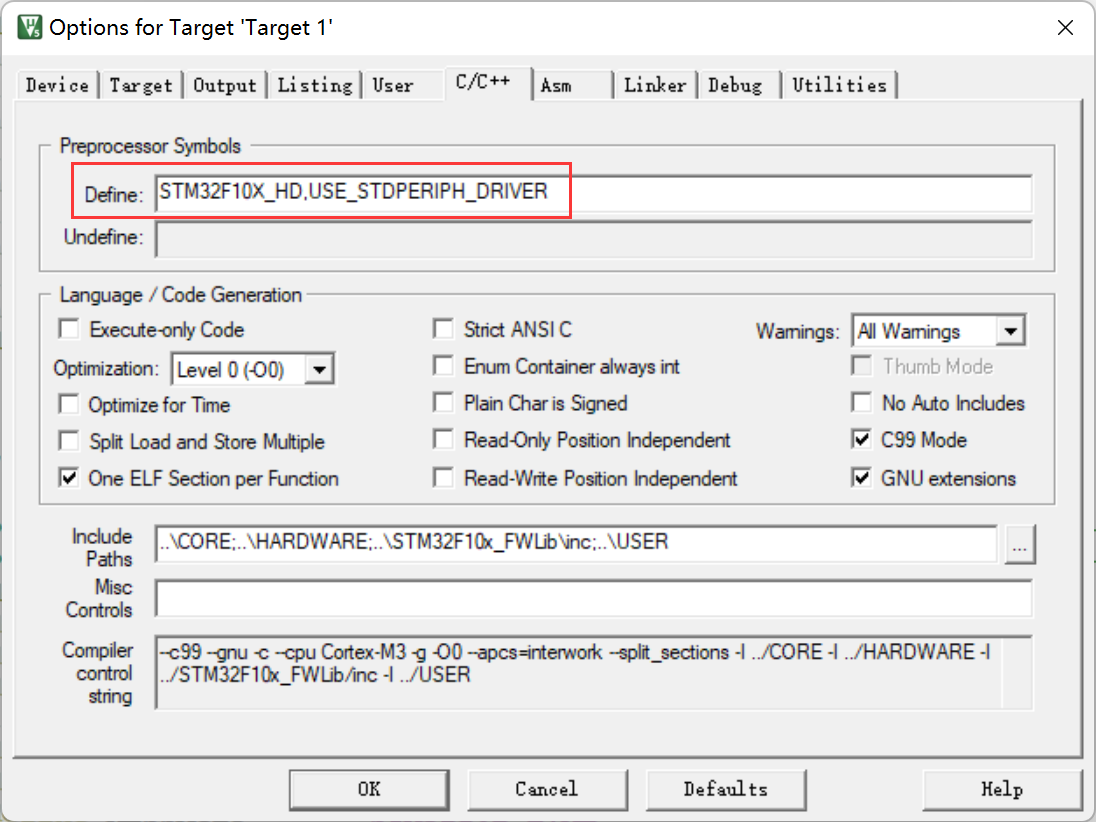 Options for Target 'Target 1'
Device Target Output Listing User C/C++ Asm Linker Debug Utilities
Preprocessor Symbols
Define: STM32F10X_HD,USE_STDPERIPH_DRIVER
Undefine:
Language / Code Generation
Execute-only Code Strict ANSI C Warnings: All Warnings
Optimization: Level 0 (-O0) Enum Container always int Thumb Mode
Optimize for Time Plain Char is Signed No Auto Includes
Split Load and Store Multiple Read-Only Position Independent C99 Mode
One ELF Section per Function Read-Write Position Independent GNU extensions
Include Paths ..\CORE;..\HARDWARE;..\STM32F10x_FWLib\inc;..\USER ...
Misc Controls
Compiler control string --c99 --gnu -c --cpu Cortex-M3 -g -O0 --apcs=interwork --split_sections -I ../CORE -I ../HARDWARE -I
../STM32F10x_FWLib/inc -I ../USER
OK Cancel Defaults Help